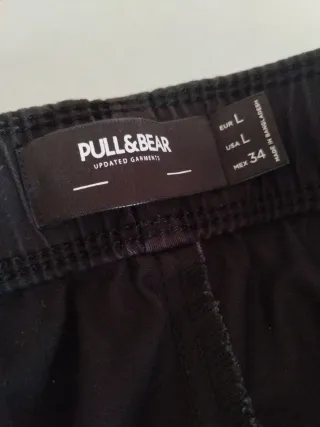 PULL&BEAR
UPDATED GARMENTS
EUR L
USA L
MEX 34
MADE IN BANGLADESH